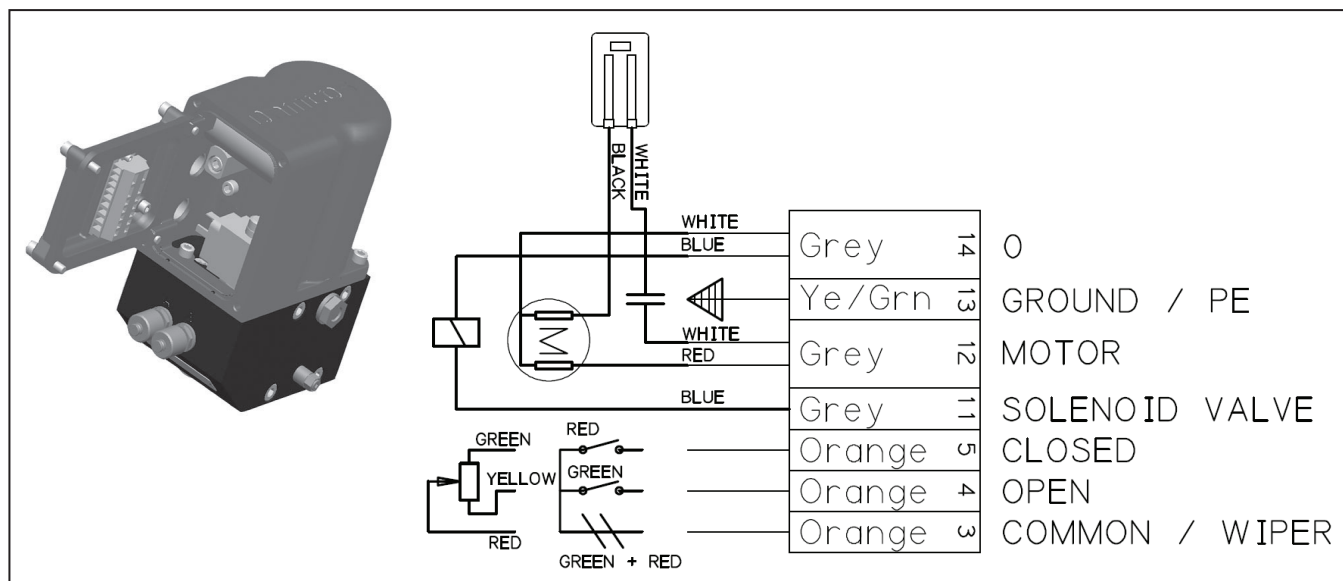 BLACK
WHITE
WHITE
BLUE
Grey 14 O
Ye/Grn 13 GROUND / PE
WHITE
RED
M
Grey 12 MOTOR
BLUE
Grey 11 SOLENOID VALVE
GREEN RED
Orange 5 CLOSED
YELLOW GREEN
Orange 4 OPEN
RED
Orange 3 COMMON / WIPER
GREEN + RED